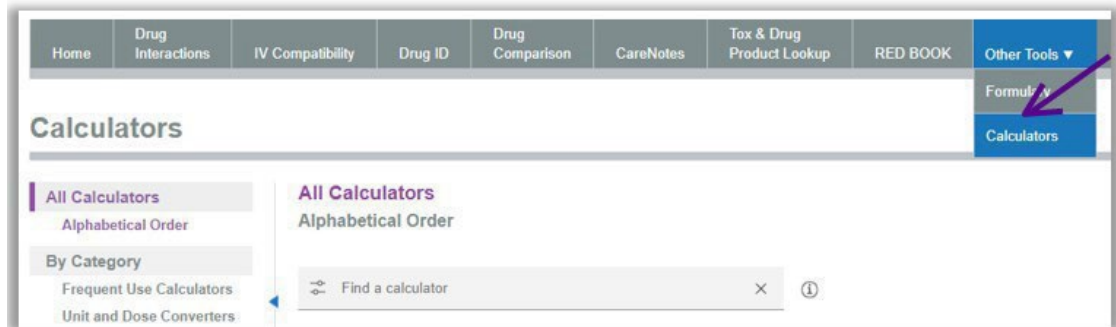 Home
Drug
Interactions
IV Compatibility
Drug ID
Drug
Comparison
CareNotes
Tox & Drug
Product Lookup
RED BOOK
Other Tools ▼
Formulary
Calculators
Calculators
All Calculators
Alphabetical Order
By Category
Frequent Use Calculators
Unit and Dose Converters
All Calculators
Alphabetical Order
Find a calculator